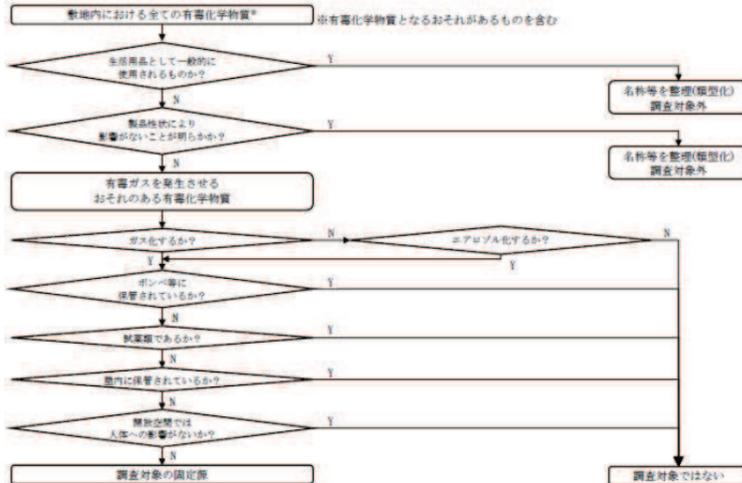 敷地内における全ての有毒化学物質※
※有毒化学物質となるおそれがあるものを含む
生活用品として一般的に
使用されるものか？
Y
名称等を整理(類型化)
調査対象外
N
製品性状により
影響がないことが明らかか？
Y
名称等を整理(類型化)
調査対象外
N
有毒ガスを発生させる
おそれのある有毒化学物質
ガス化するか？
N
エアロゾル化するか？
N
Y
Y
ボンベ等に
保管されているか？
Y
N
試薬類であるか？
Y
N
屋内に保管されているか？
Y
N
開放空間では
人体への影響がないか？
Y
N
調査対象の固定源
調査対象ではない